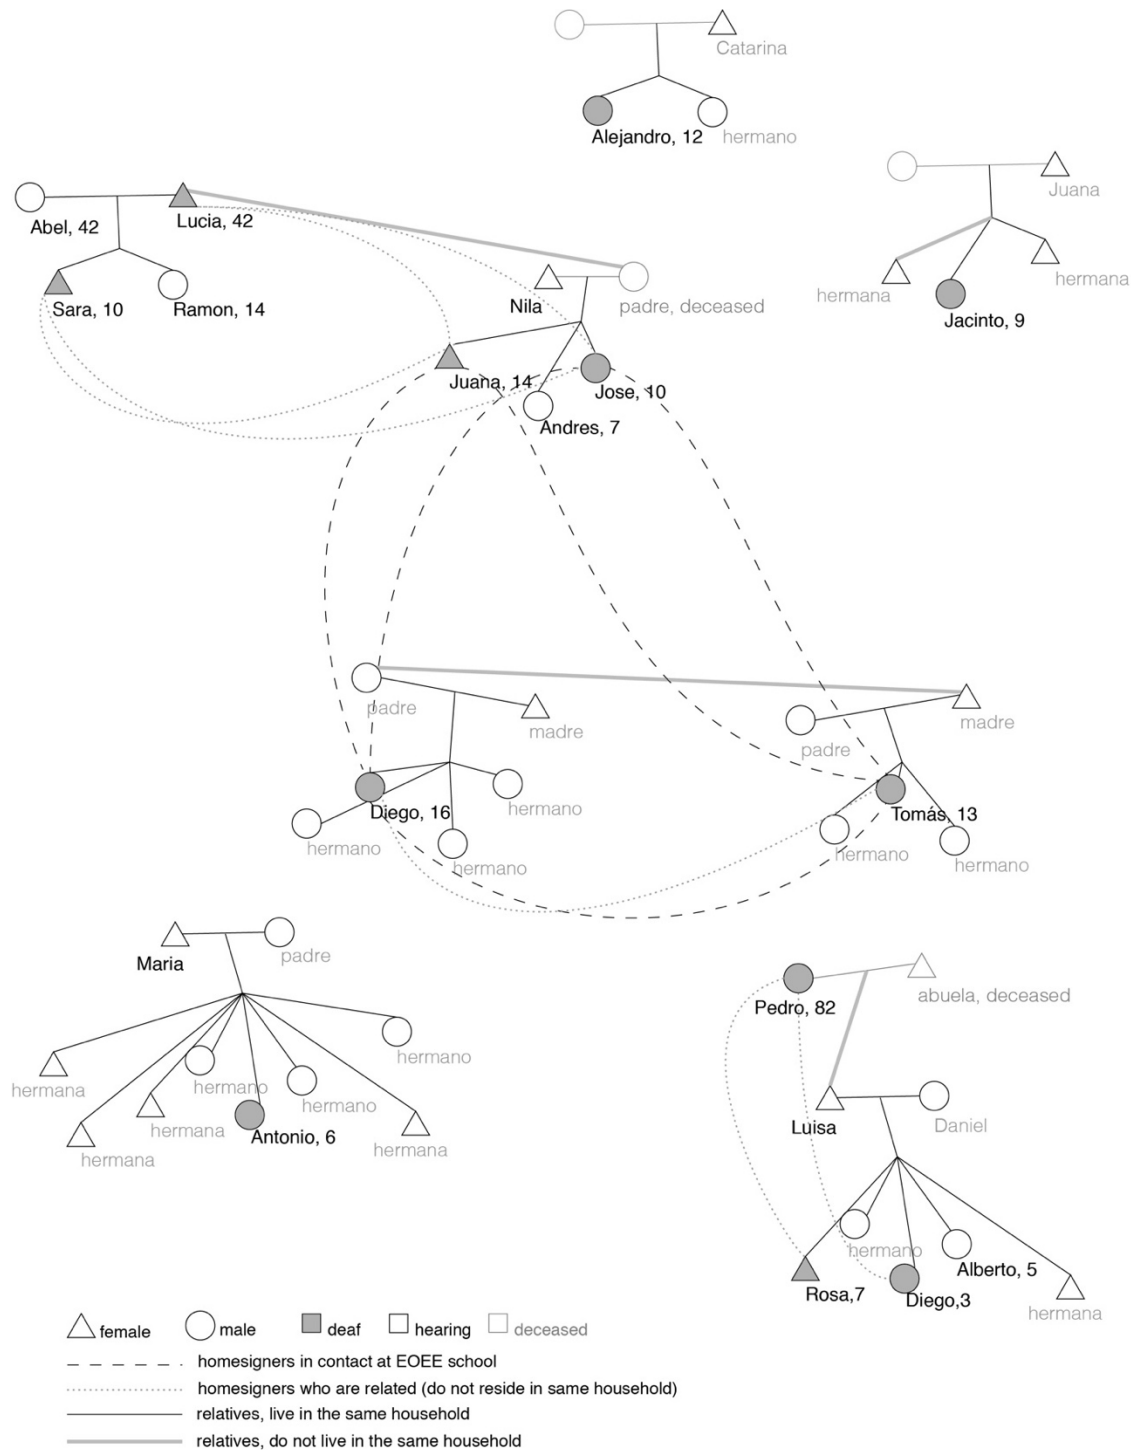 Catarina
Alejandro, 12
hermano
Juana
hermana
hermana
Jacinto, 9
Abel, 42
Lucia, 42
Sara, 10
Ramon, 14
Nila
padre, deceased
Juana, 14
Jose, 10
Andres, 7
padre
madre
Diego, 16
hermano
hermano
hermano
madre
padre
Tomás, 13
hermano
hermano
Maria
padre
hermana
hermana
hermana
hermano
Antonio, 6
hermano
hermano
hermana
Pedro, 82
abuela, deceased
Luisa
Daniel
hermano
Rosa,7
Diego,3
Alberto, 5
hermana
female male deaf hearing deceased
homesigners in contact at EOEE school
homesigners who are related (do not reside in same household)
relatives, live in the same household
relatives, do not live in the same household